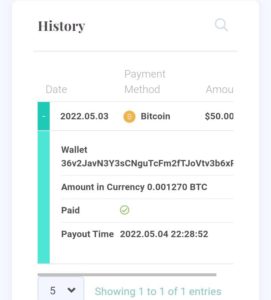 History
Payment
Date Method Amou
- 2022.05.03 Bitcoin $50.00
Wallet
36v2JavN3Y3sCNguTcFm2fTJoVtv3b6xF
Amount in Currency 0.001270 BTC
Paid
Payout Time 2022.05.04 22:28:52
5 Showing 1 to 1 of 1 entries